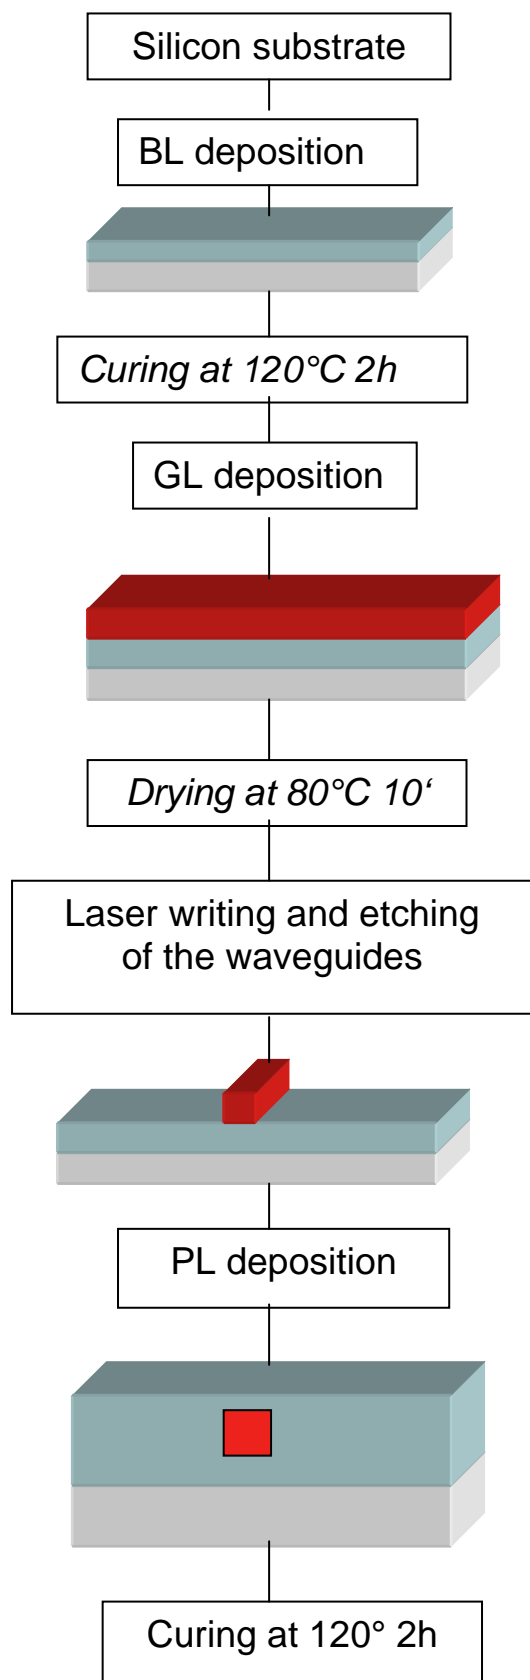 Silicon substrate
BL deposition
Curing at 120°C 2h
GL deposition
Drying at 80°C 10‘
Laser writing and etching
of the waveguides
PL deposition
Curing at 120° 2h